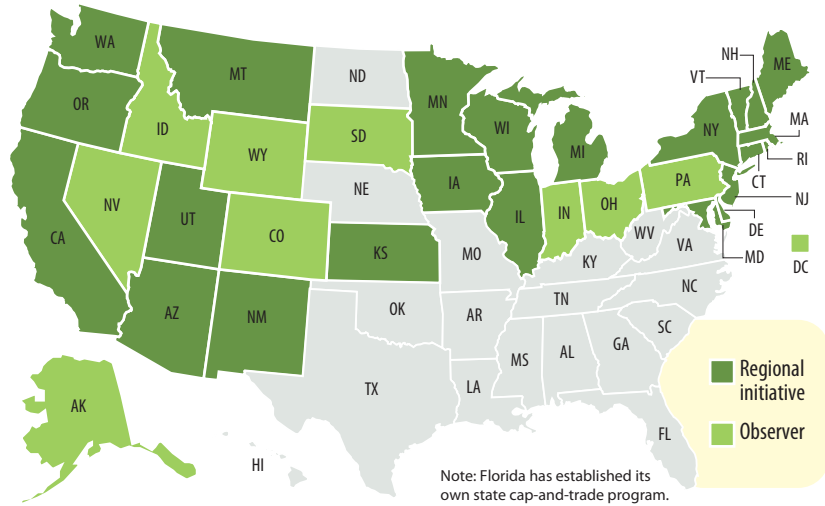 WA
MT
ND
OR
ID
WY
SD
MN
WI
MI
NH
VT
ME
NY
MA
RI
CT
NJ
DE
MD
DC
NV
UT
CO
NE
IA
IL
IN
OH
PA
CA
AZ
NM
KS
MO
KY
WV
VA
OK
AR
TN
NC
SC
TX
LA
MS
AL
GA
FL
AK
HI
Regional
initiative
Observer
Note: Florida has established its
own state cap-and-trade program.